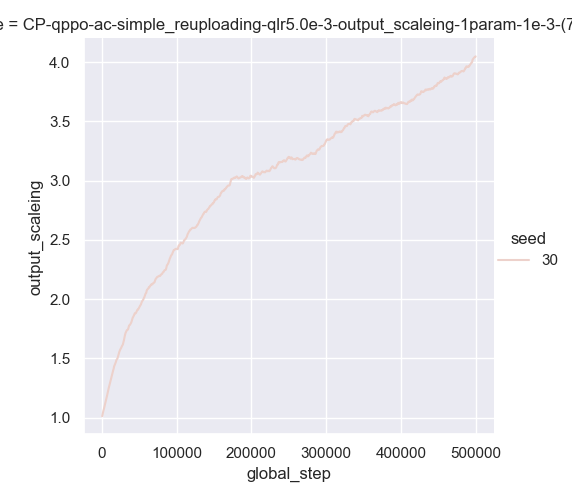 e = CP-qppo-ac-simple_reuploading-qlr5.0e-3-output_scaleing-1param-1e-3-(7
4.0
3.5
3.0
2.5
2.0
1.5
1.0
output_scaleing
seed
30
0 100000 200000 300000 400000 500000
global_step